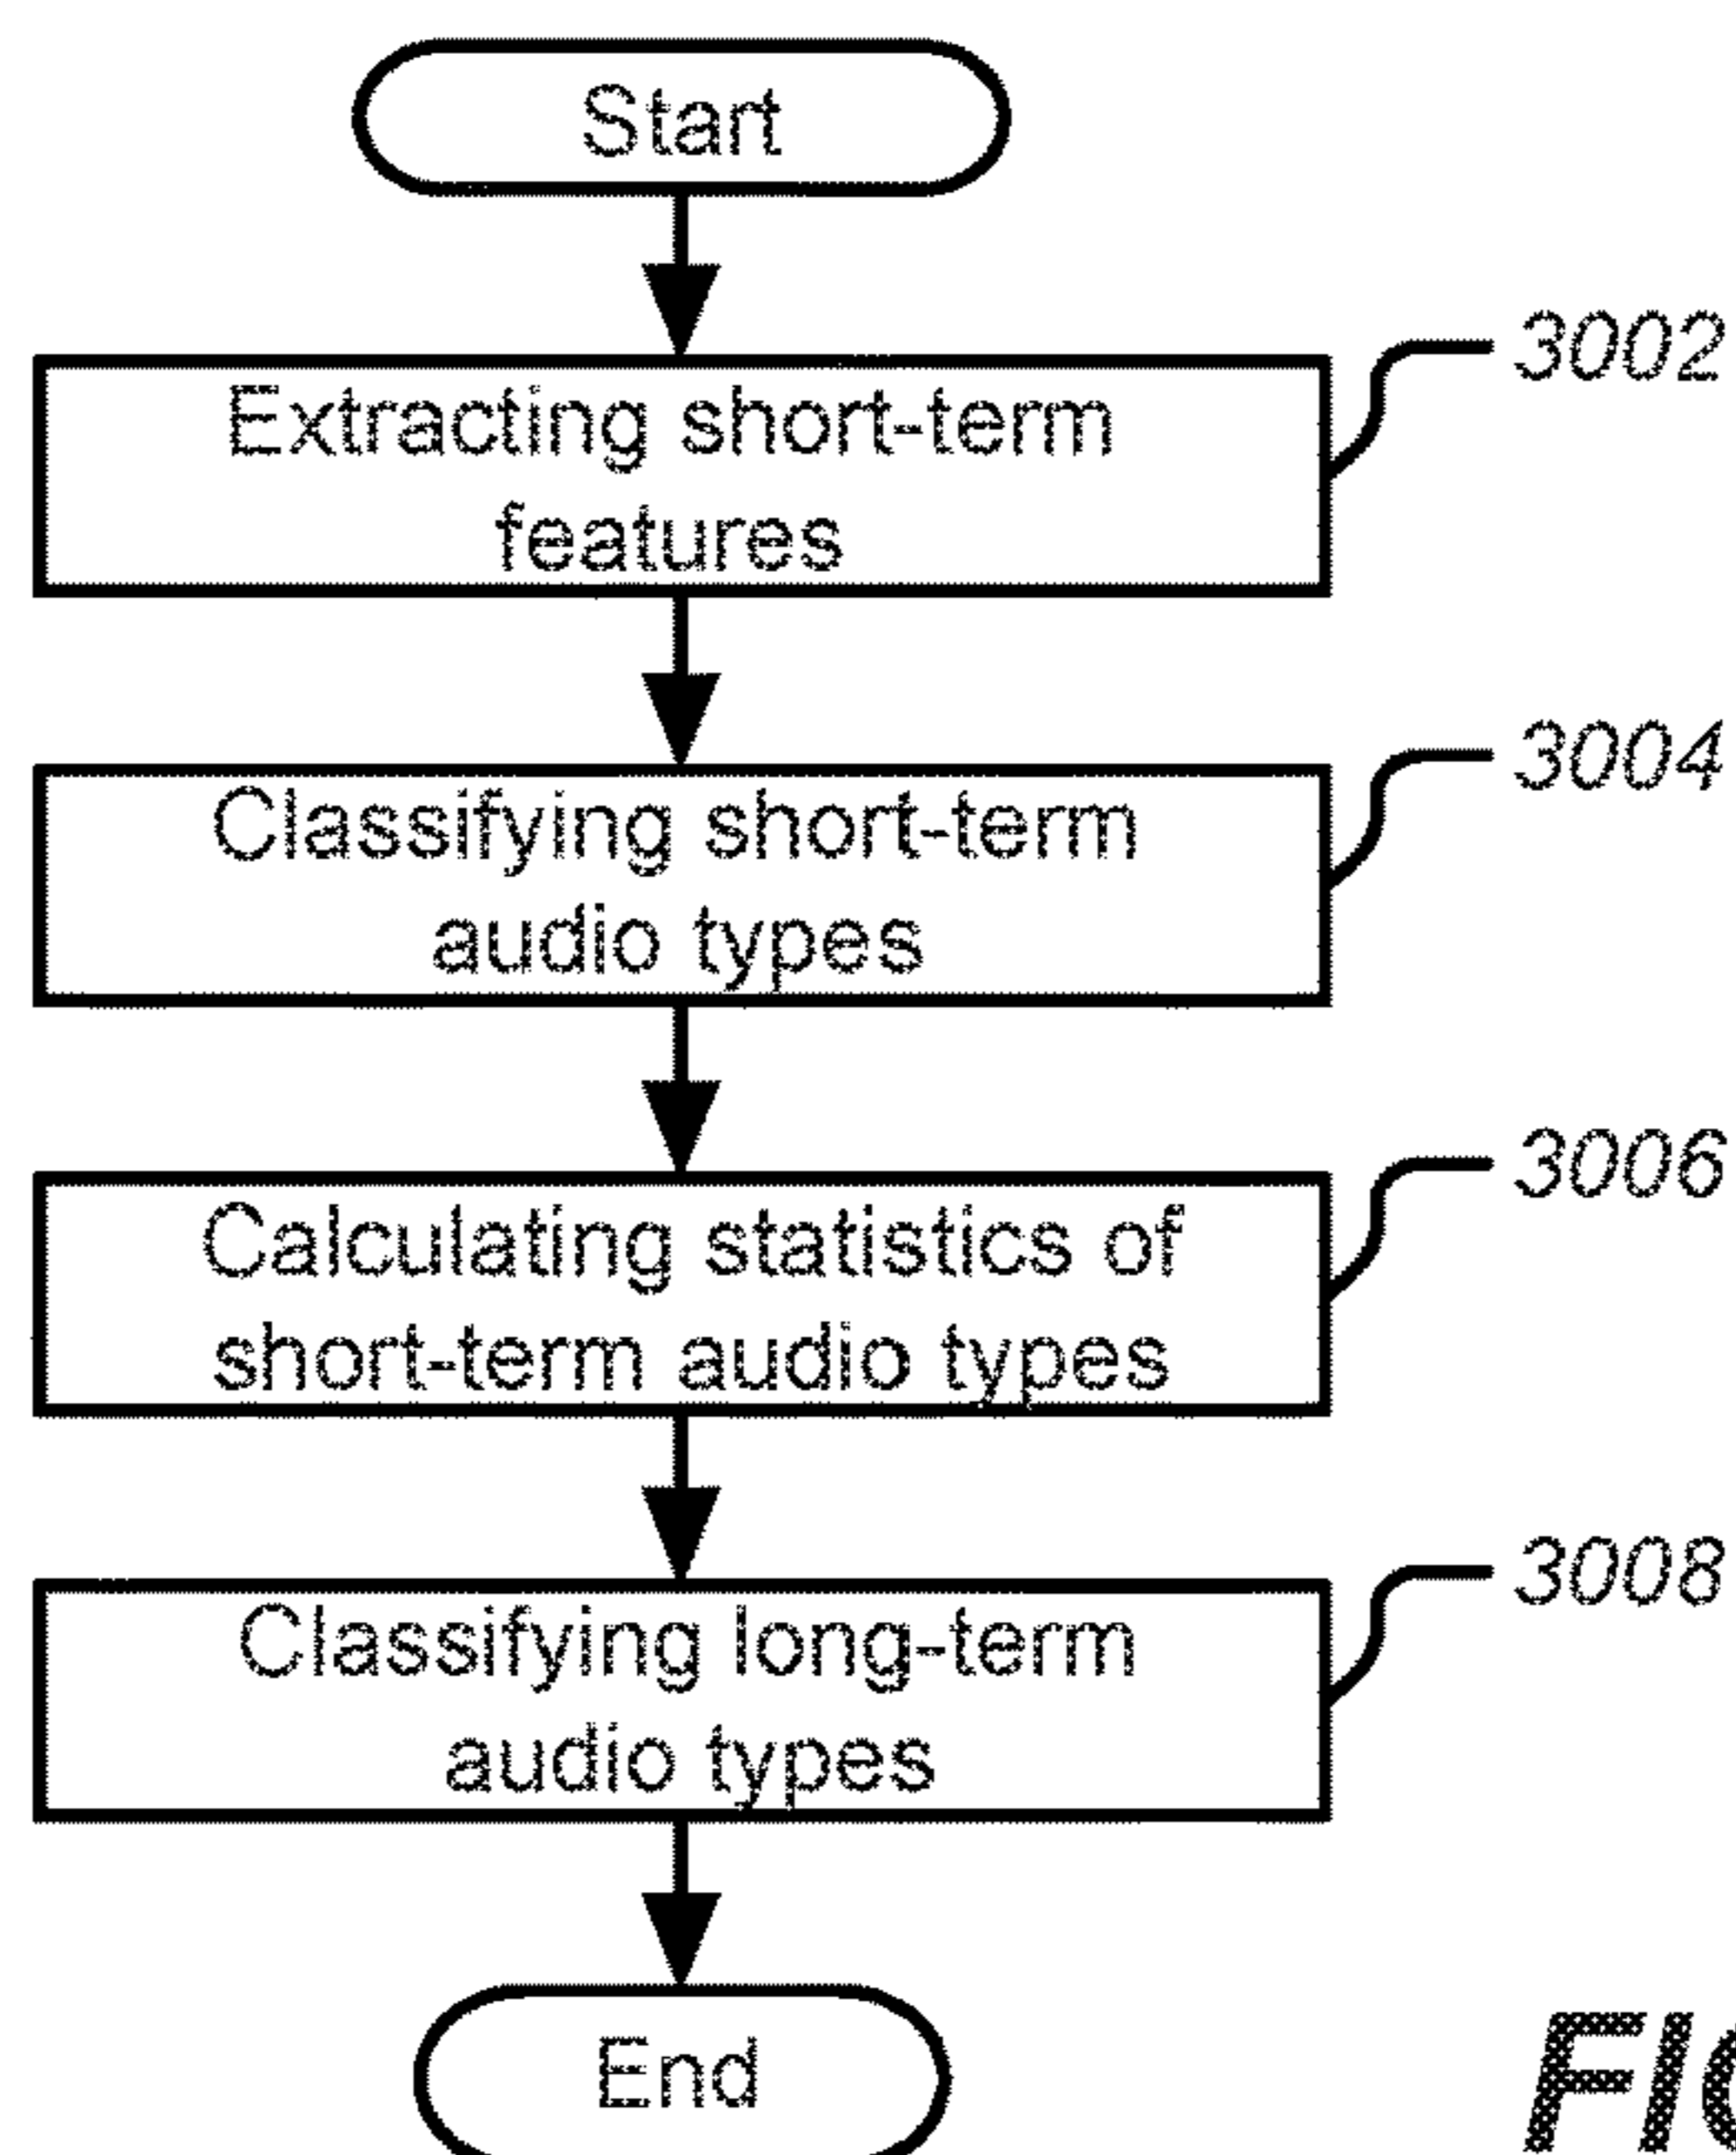 Start
3002
Extracting short-term
features
3004
Classifying short-term
audio types
3006
Calculating statistics of
short-term audio types
3008
Classifying long-term
audio types
End